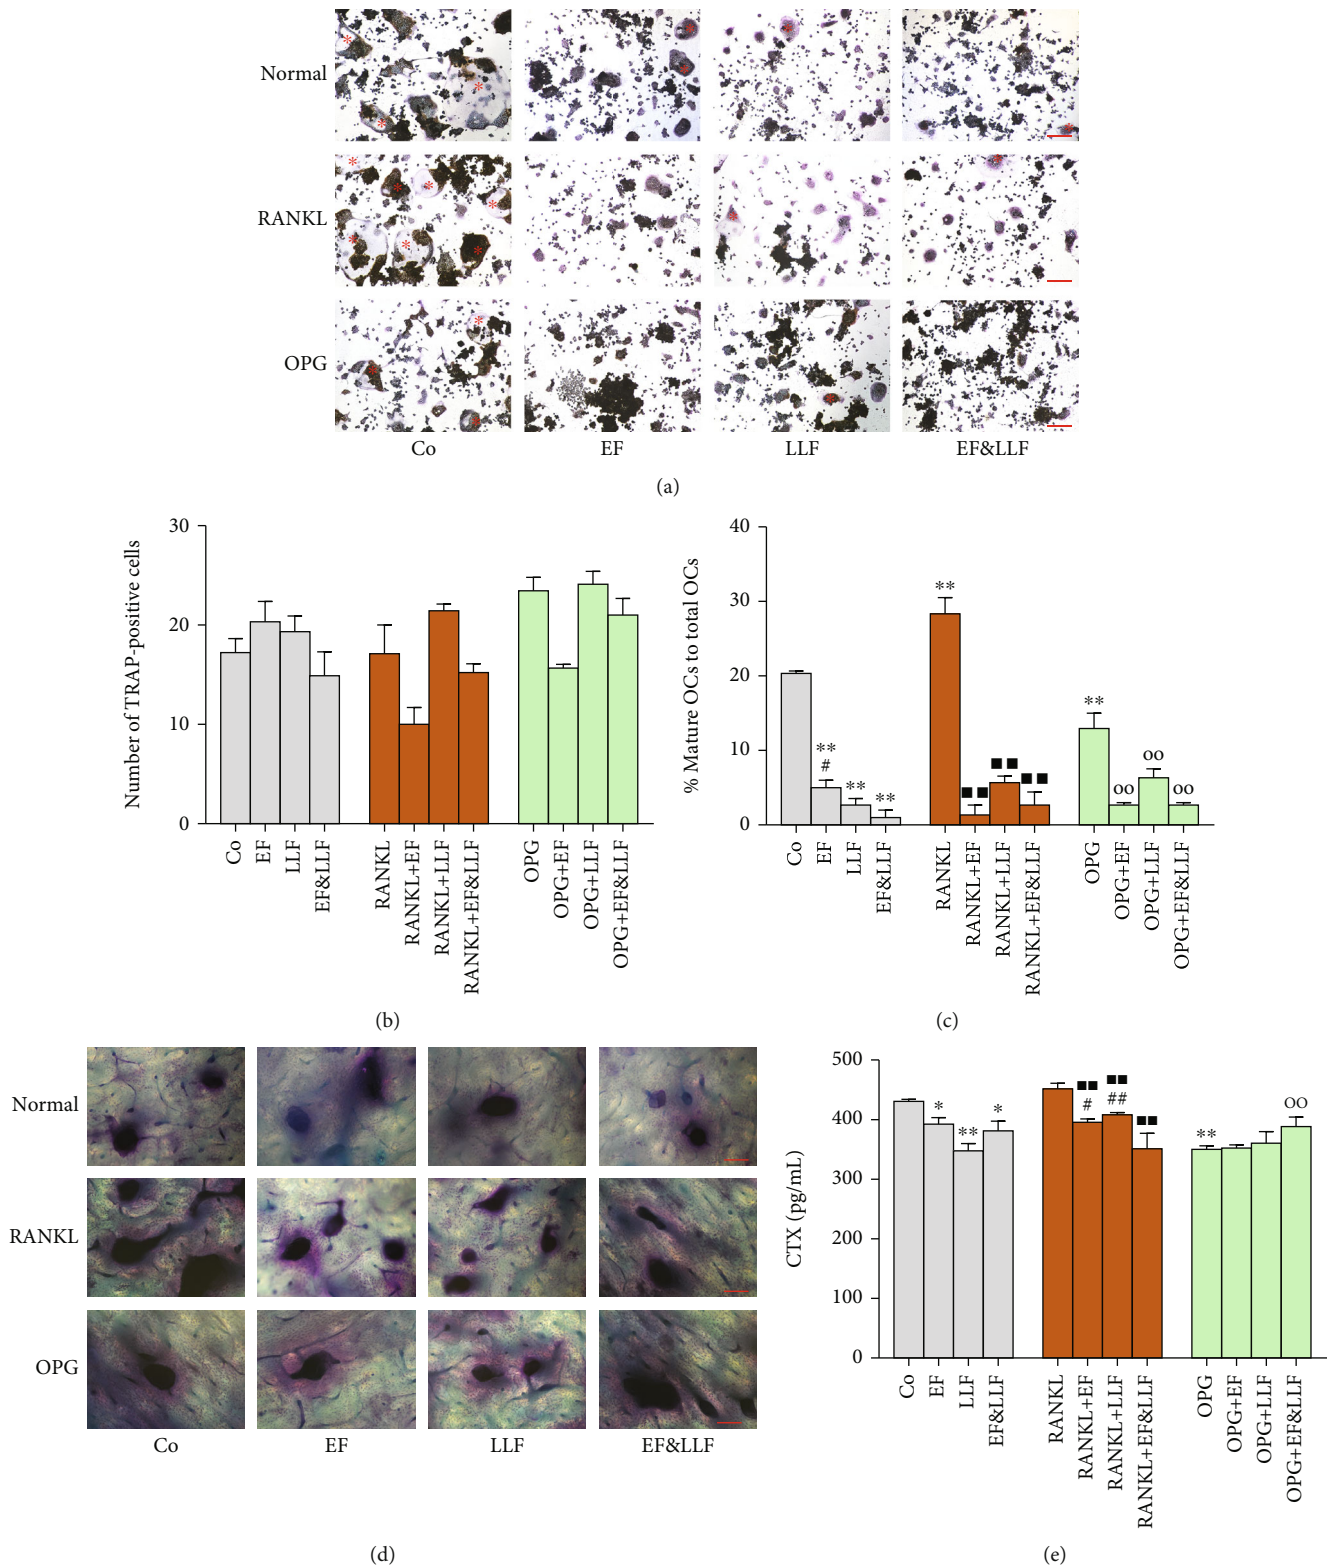 Normal
RANKL
OPG
Co EF LLF EF&LLF
(a)
30
20
10
0
Number of TRAP-positive cells
Co
EF
LLF
EF&LLF
RANKL
RANKL+EF
RANKL+LLF
RANKL+EF&LLF
OPG
OPG+EF
OPG+LLF
OPG+EF&LLF
(b)
40
30
20
10
0
% Mature OCs to total OCs
**
#
**
**
**
■■
■■
■■
**
oo
oo
oo
Co
EF
LLF
EF&LLF
RANKL
RANKL+EF
RANKL+LLF
RANKL+EF&LLF
OPG
OPG+EF
OPG+LLF
OPG+EF&LLF
(c)
Normal
RANKL
OPG
Co EF LLF EF&LLF
(d)
500
400
300
200
100
0
CTX (pg/mL)
*
**
*
■■
#
■■
##
■■
**
oo
Co
EF
LLF
EF&LLF
RANKL
RANKL+EF
RANKL+LLF
RANKL+EF&LLF
OPG
OPG+EF
OPG+LLF
OPG+EF&LLF
(e)